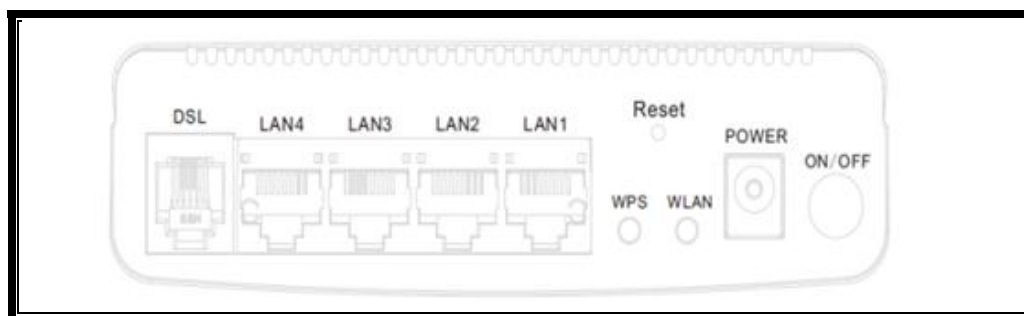 DSL
LAN4
LAN3
LAN2
LAN1
Reset
POWER
ON/OFF
WPS
WLAN